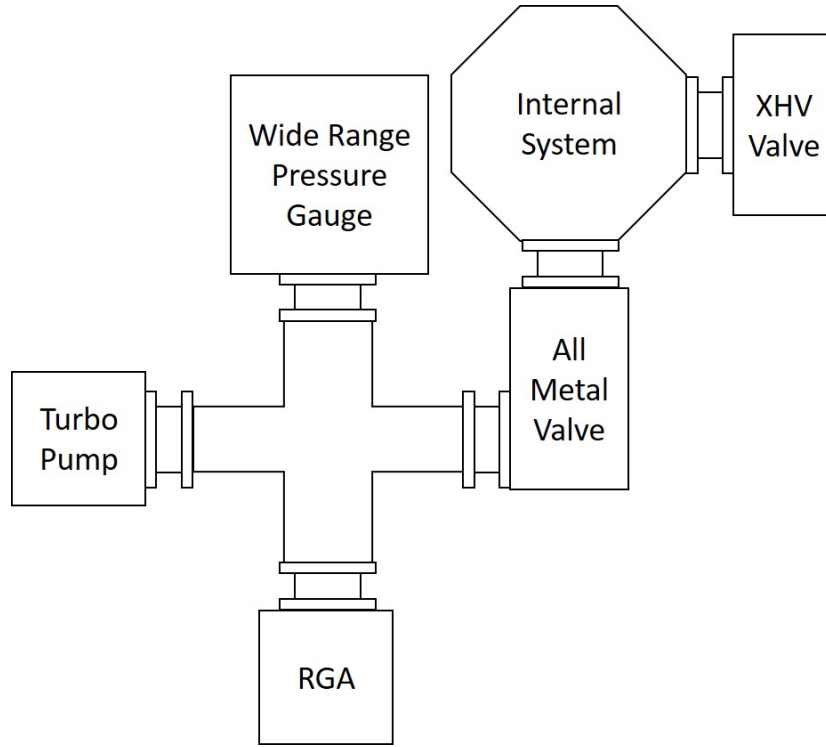 Internal
System
XHV
Valve
Wide Range
Pressure
Gauge
All
Metal
Valve
Turbo
Pump
RGA